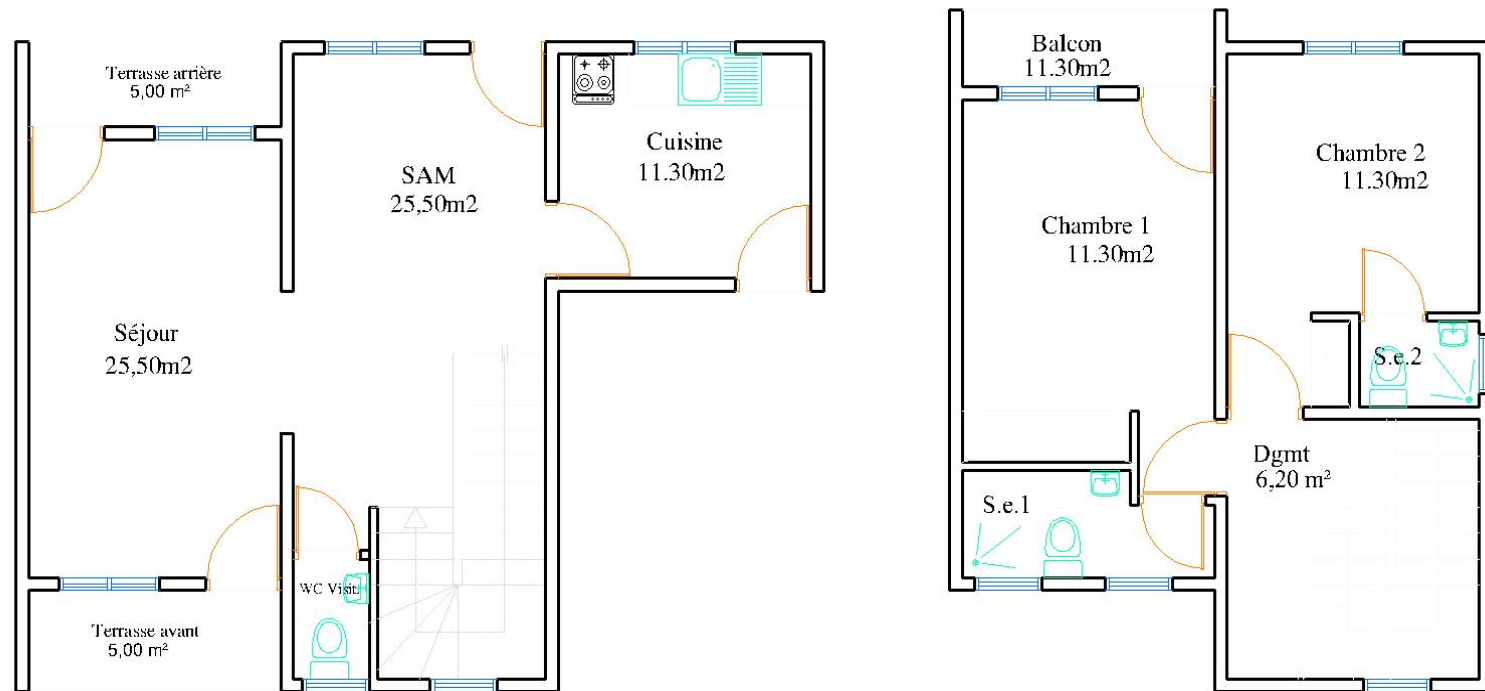 Terrasse arrière
5,00 m²
SAM
25,50m2
Cuisine
11.30m2
Séjour
25,50m2
WC Visit.
Terrasse avant
5,00 m²
Balcon
11.30m2
Chambre 2
11.30m2
Chambre 1
11.30m2
S.e.2
Dgmt
6,20 m²
S.e.1